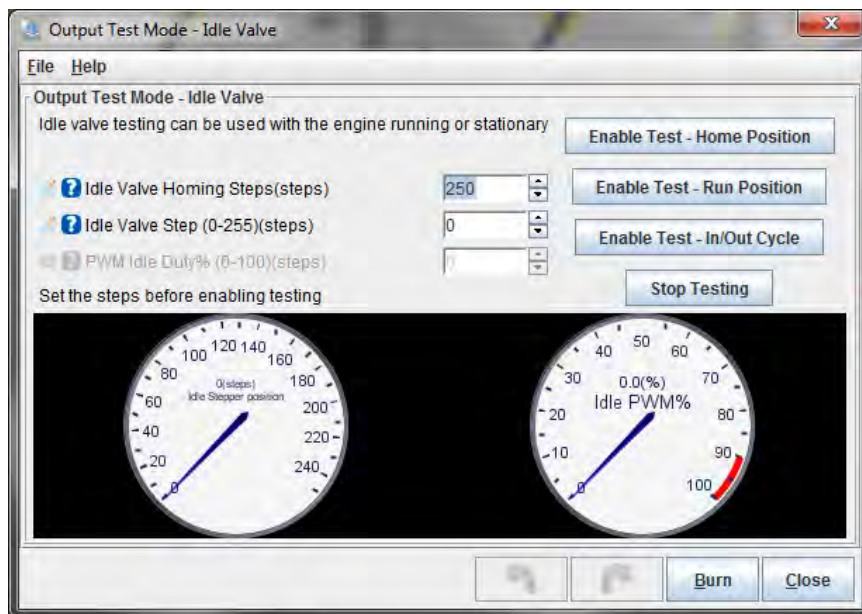 Output Test Mode - Idle Valve
File Help
Output Test Mode - Idle Valve
Idle valve testing can be used with the engine running or stationary
Enable Test - Home Position
Idle Valve Homing Steps(steps)
250
Enable Test - Run Position
Idle Valve Step (0-255)(steps)
0
Enable Test - In/Out Cycle
PWM Idle Duty% (0-100)(steps)
0
Set the steps before enabling testing
Stop Testing
0 20 40 60 80 100 120 140 160 180 200 220 240
0(steps)
Idle Stepper position
0 10 20 30 40 50 60 70 80 90 100
0.0(%)
Idle PWM%
Burn
Close